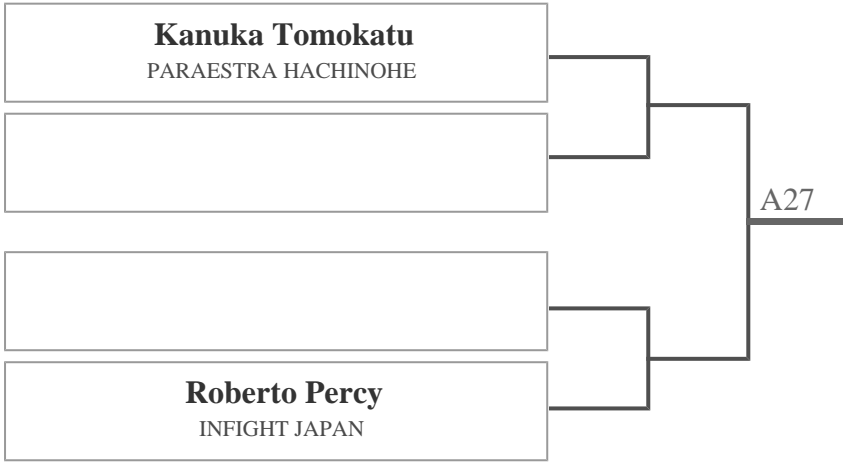 Kanuka Tomokatu
PARAESTRA HACHINOHE
A27
Roberto Percy
INFIGHT JAPAN